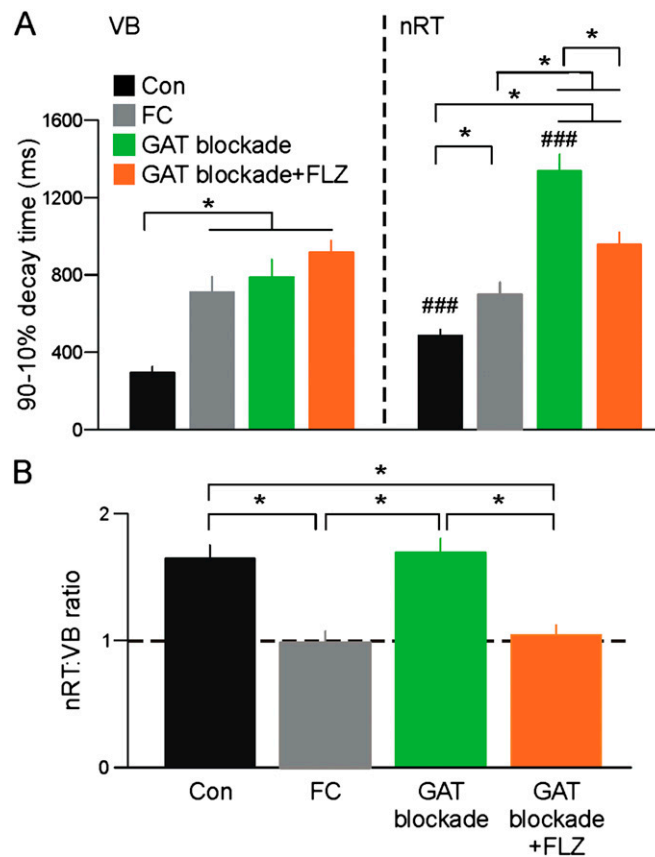 A
VB
nRT
Con
FC
GAT blockade
GAT blockade+FLZ
90-10% decay time (ms)
1600
1200
800
400
0
*
*
*
*
*
*
###
###
B
nRT:VB ratio
2
1
0
*
*
*
*
Con
FC
GAT
blockade
GAT
blockade
+FLZ